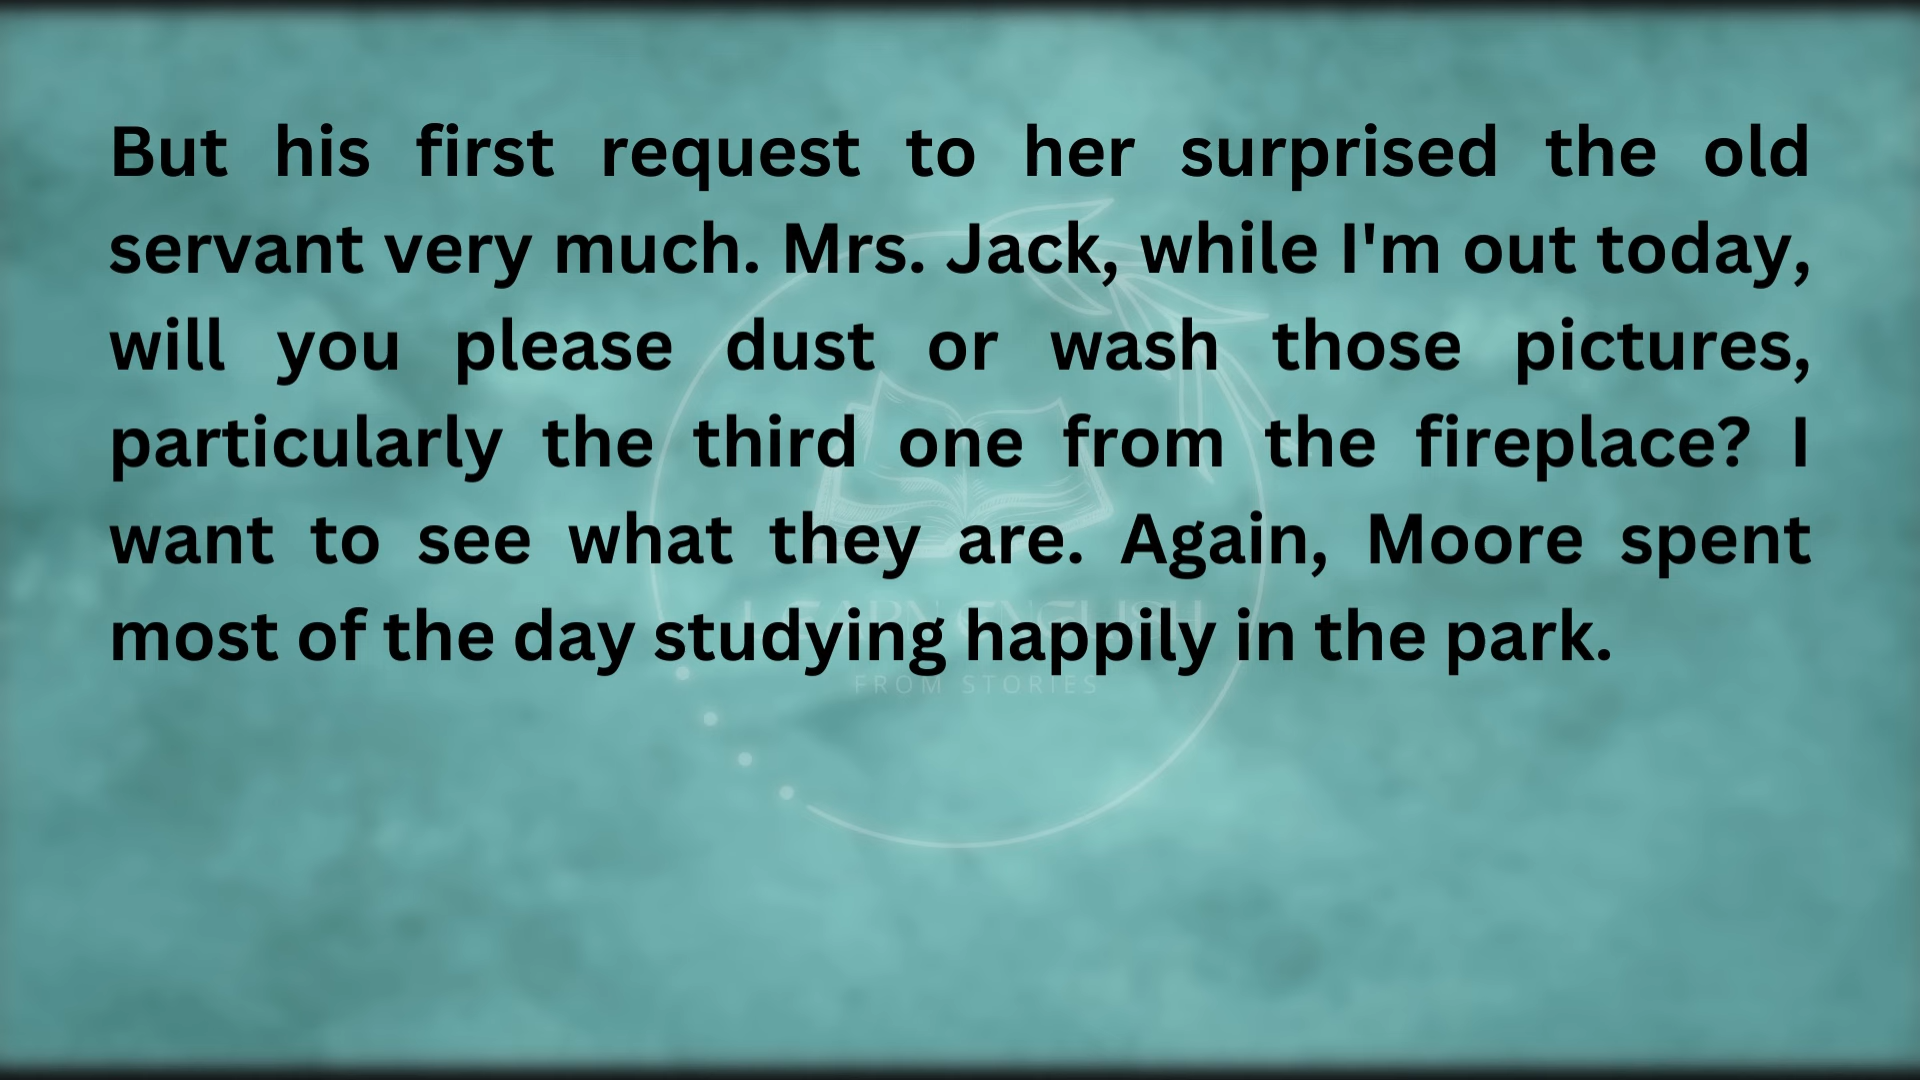 But his first request to her surprised the old
servant very much. Mrs. Jack, while I'm out today,
will you please dust or wash those pictures,
particularly the third one from the fireplace? I
want to see what they are. Again, Moore spent
most of the day studying happily in the park.
LEARN ENGLISH
FROM STORIES